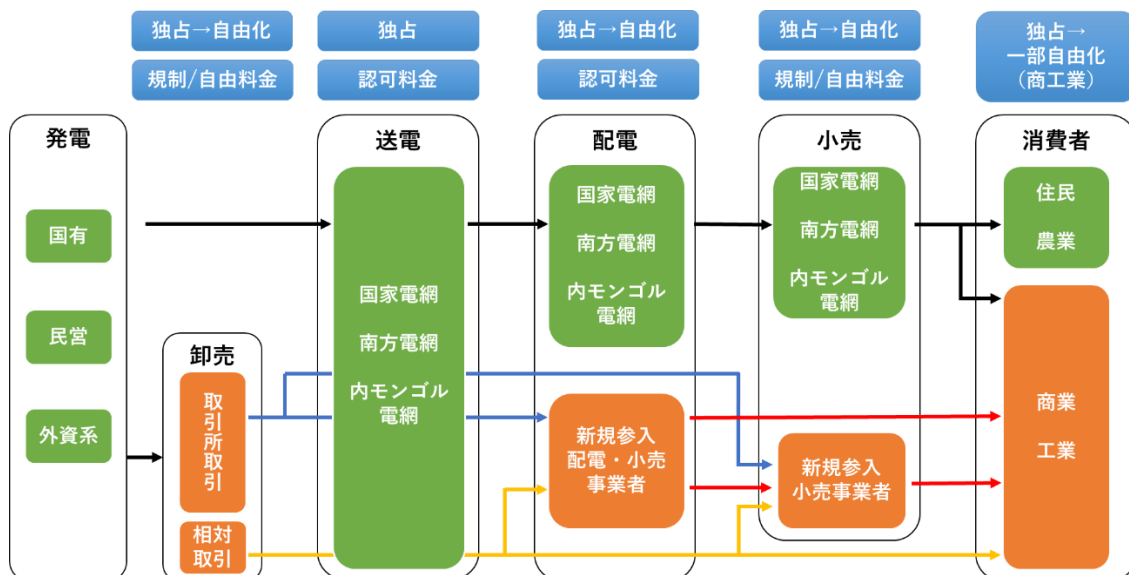 独占→自由化
規制/自由料金
独占
認可料金
独占→自由化
認可料金
独占→自由化
規制/自由料金
独占→
一部自由化
(商工業)
発電
国有
民営
外資系
卸売
取
引
所
取
引
相対
取引
送電
国家電網
南方電網
内モンゴル
電網
配電
国家電網
南方電網
内モンゴル
電網
新規参入
配電・小売
事業者
小売
国家電網
南方電網
内モンゴル
電網
新規参入
小売事業者
消費者
住民
農業
商業
工業